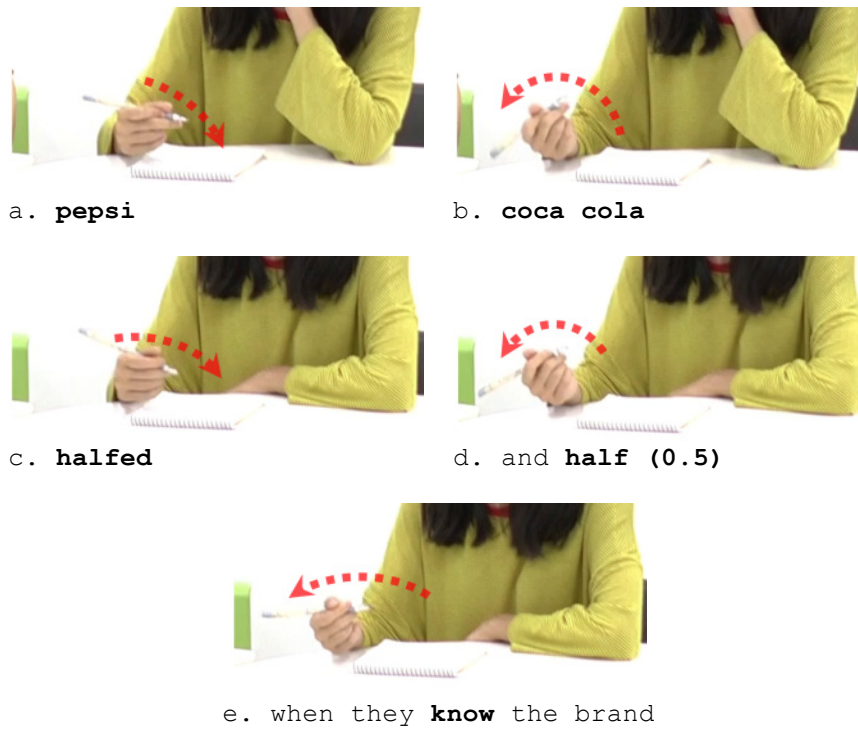 a. pepsi
b. coca cola
c. halfed
d. and half (0.5)
e. when they know the brand